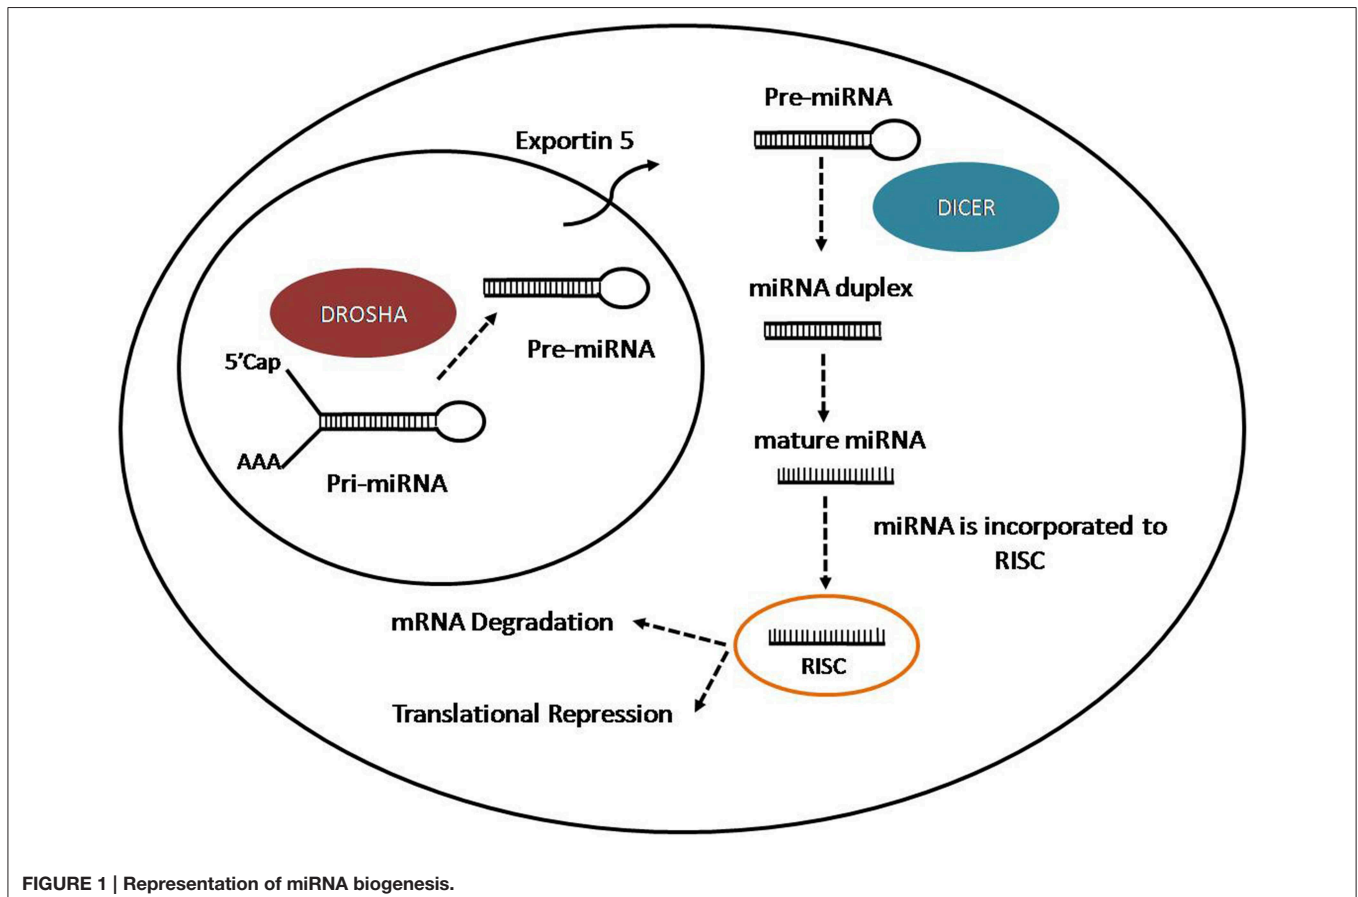 Exportin 5
Pre-miRNA
DICER
DROSHA
5'Cap
Pre-miRNA
AAA
Pri-miRNA
miRNA duplex
mature miRNA
miRNA is incorporated to
RISC
RISC
mRNA Degradation
Translational Repression
FIGURE 1 | Representation of miRNA biogenesis.